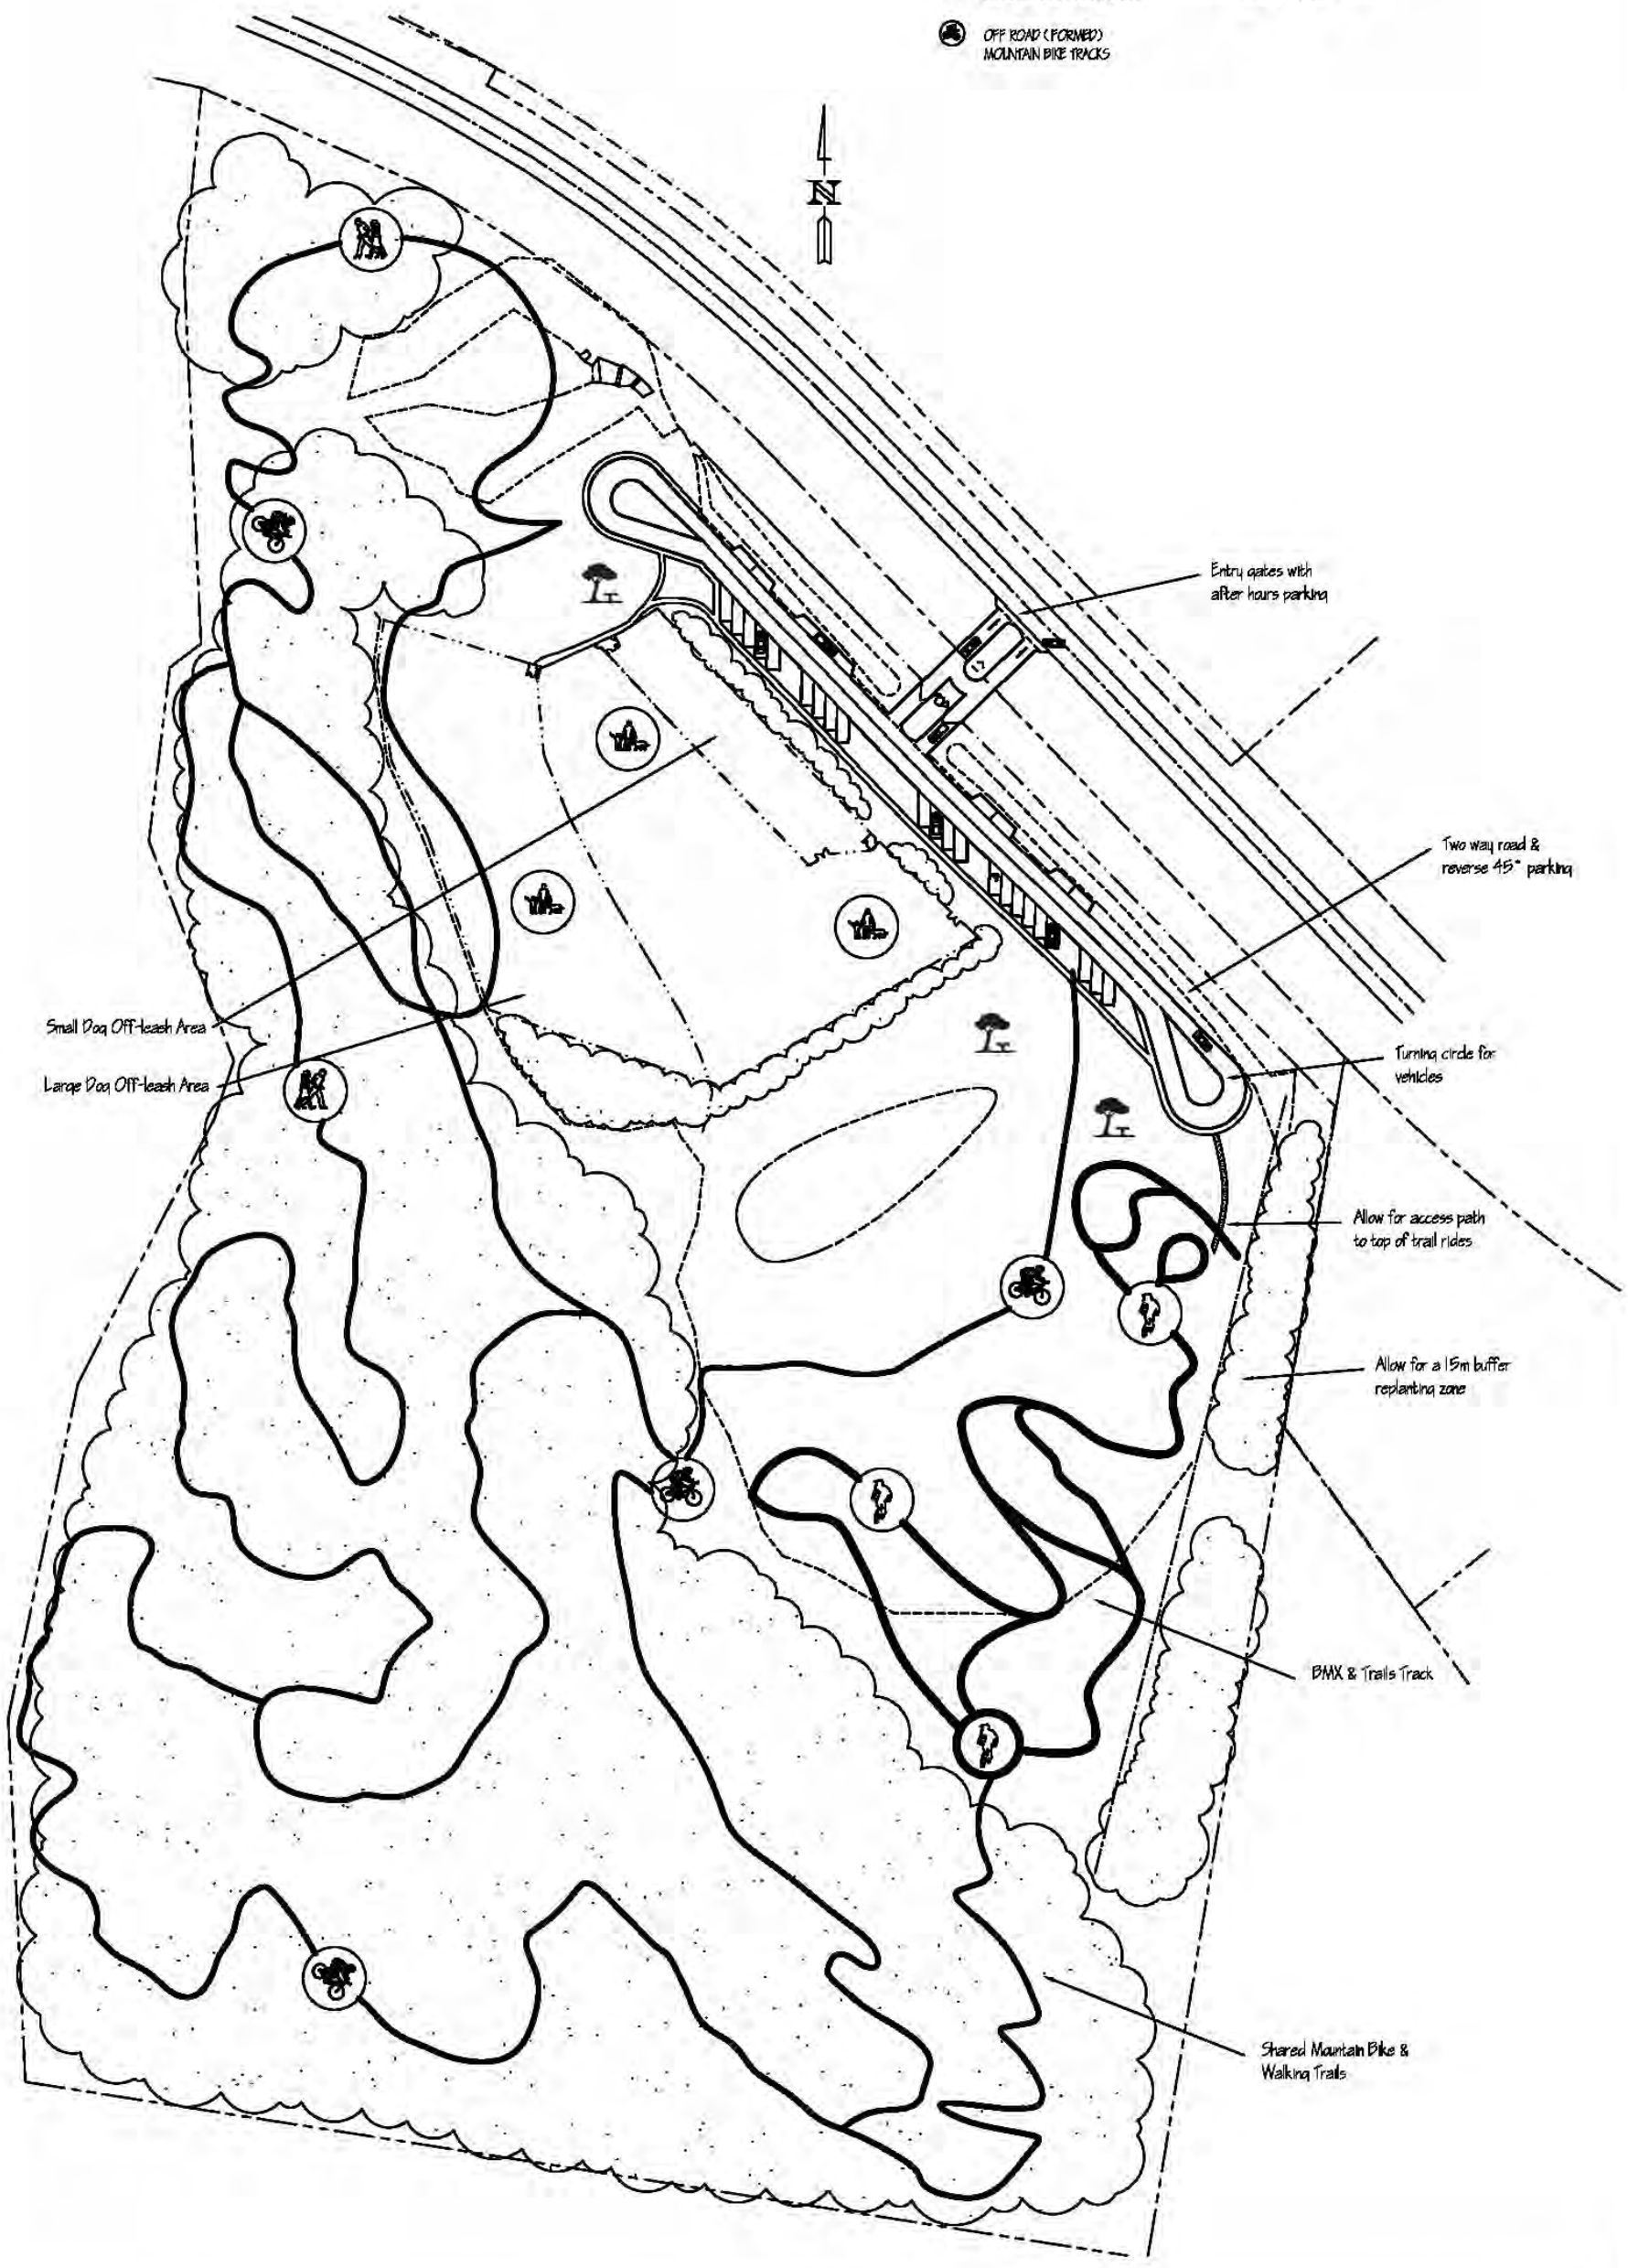 OFF ROAD (FORMED)
MOUNTAIN BIKE TRACKS
N
Entry gates with
after hours parking
Two way road &
reverse 45° parking
Small Dog Off-leash Area
Large Dog Off-leash Area
Turning circle for
vehicles
Allow for access path
to top of trail rides
Allow for a 15m buffer
replanting zone
BMX & Trails Track
Shared Mountain Bike &
Walking Trails